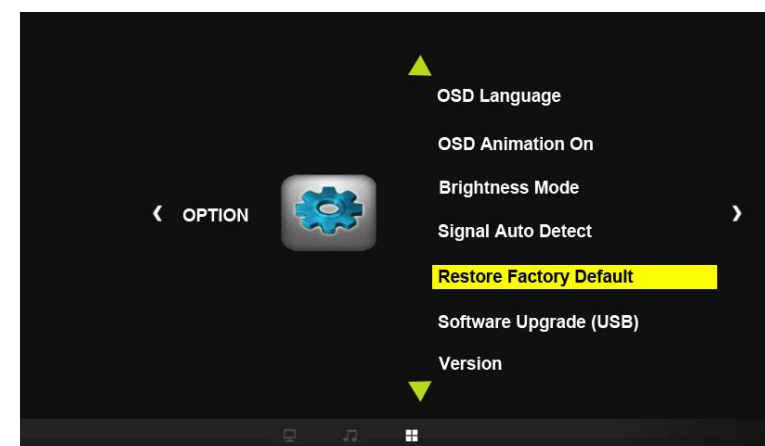 OSD Language
OSD Animation On
Brightness Mode
OPTION
Signal Auto Detect
Restore Factory Default
Software Upgrade (USB)
Version